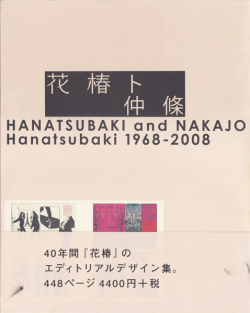 花椿ト
仲條
HANATSUBAKI and NAKAJO
Hanatsubaki 1968-2008
40年間『花椿』の
エディトリアルデザイン集。
448ページ 4400円+税